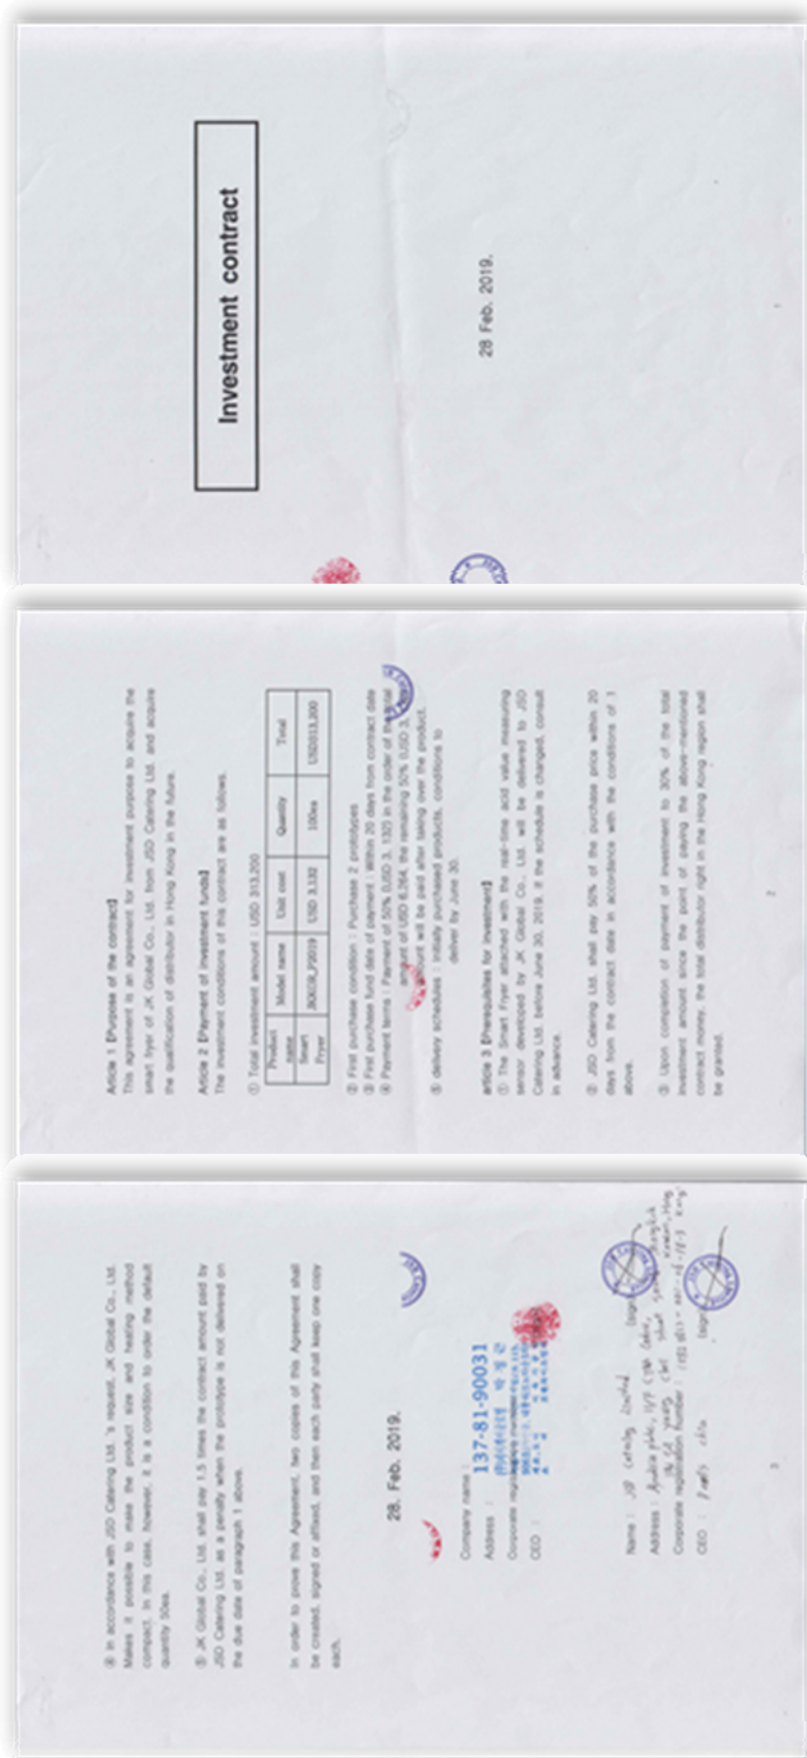 Investment contract
28 Feb. 2019.
Article 1 【Purpose of the contract】
This agreement is an agreement for investment purpose to acquire the
smart fryer of JK Global Co., Ltd. from JSD Catering Ltd. and acquire
the qualification of distributor in Hong Kong in the future.
Article 2 【Payment of investment funds】
The investment conditions of this contract are as follows.
① Total investment amount : USD 313,200
Product name Model name Unit cost Quantity Total
Smart Fryer USD 3,132 100ea USD313,200
② First purchase condition : Purchase 2 prototypes
③ First purchase fund date of payment : Within 20 days from contract date
④ Payment terms : Payment of 50% (USD 3, 132) in the order of the total
amount of USD 6,264, the remaining 50% (USD 3,
amount will be paid after taking over the product.
⑤ delivery schedules : Initially purchased products, conditions to
deliver by June 30.
article 3 【Prerequisites for investment】
① The Smart Fryer attached with the real-time acid value measuring
sensor developed by JK Global Co., Ltd. will be delivered to JSD
Catering Ltd. before June 30, 2019. If the schedule is changed, consult
in advance.
② JSD Catering Ltd. shall pay 50% of the purchase price within 20
days from the contract date in accordance with the conditions of 1
above.
③ Upon completion of payment of investment to 30% of the total
investment amount since the point of paying the above-mentioned
contract money, the total distributor right in the Hong Kong region shall
be granted.
2
④ In accordance with JSD Catering Ltd. 's request, JK Global Co., Ltd.
Makes it possible to make the product size and heating method
compact. In this case, however, it is a condition to order the default
quantity 50ea.
⑤ JK Global Co., Ltd. shall pay 1.5 times the contract amount paid by
JSD Catering Ltd. as a penalty when the prototype is not delivered on
the due date of paragraph 1 above.
In order to prove this Agreement, two copies of this Agreement shall
be created, signed or affixed, and then each party shall keep one copy
each.
28. Feb. 2019.
Company name :
137-81-90031
Address :
Corporate
CEO :
Name : JSD Catering Limited (sign
Address :
Corporate registration number :
CEO : (sign
3